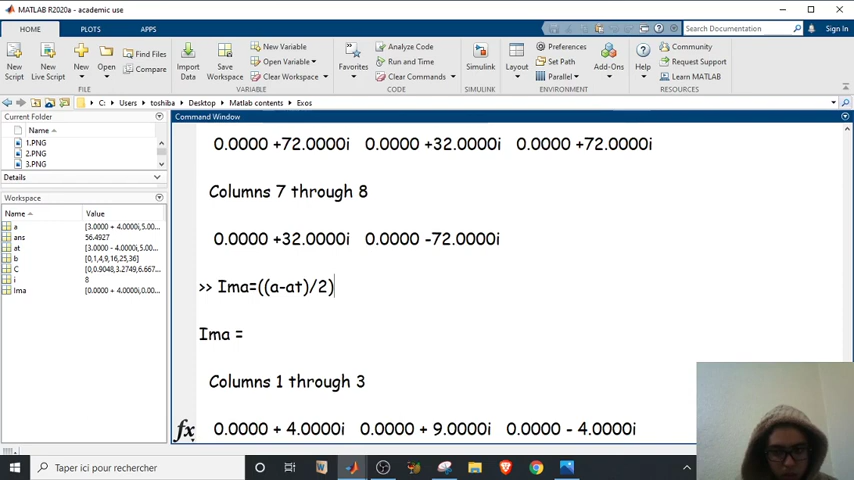 MATLAB R2020a - academic use
HOME PLOTS APPS Search Documentation Sign In
New Script New Live Script New Open Find Files Compare Import Data Save Workspace New Variable Open Variable Clear Workspace Favorites Analyze Code Run and Time Clear Commands Simulink Layout Preferences Set Path Parallel Add-Ons Help Community Request Support Learn MATLAB
FILE VARIABLE CODE SIMULINK ENVIRONMENT RESOURCES
C: Users toshiba Desktop Matlab contents Exos
Current Folder
Name
1.PNG
2.PNG
3.PNG
Details
Workspace
Name Value
a [3.0000 + 4.0000i,5.00...
ans 56.4927
at [3.0000 - 4.0000i,5.00...
b [0,1,4,9,16,25,36]
C [0,0.9048,3.2749,6.667...
i 8
Ima [0.0000 + 4.0000i,0.00...
Command Window
0.0000 +72.0000i 0.0000 +32.0000i 0.0000 +72.0000i
Columns 7 through 8
0.0000 +32.0000i 0.0000 -72.0000i
>> Ima=((a-at)/2)
Ima =
Columns 1 through 3
0.0000 + 4.0000i 0.0000 + 9.0000i 0.0000 - 4.0000i
fx
Taper ici pour rechercher